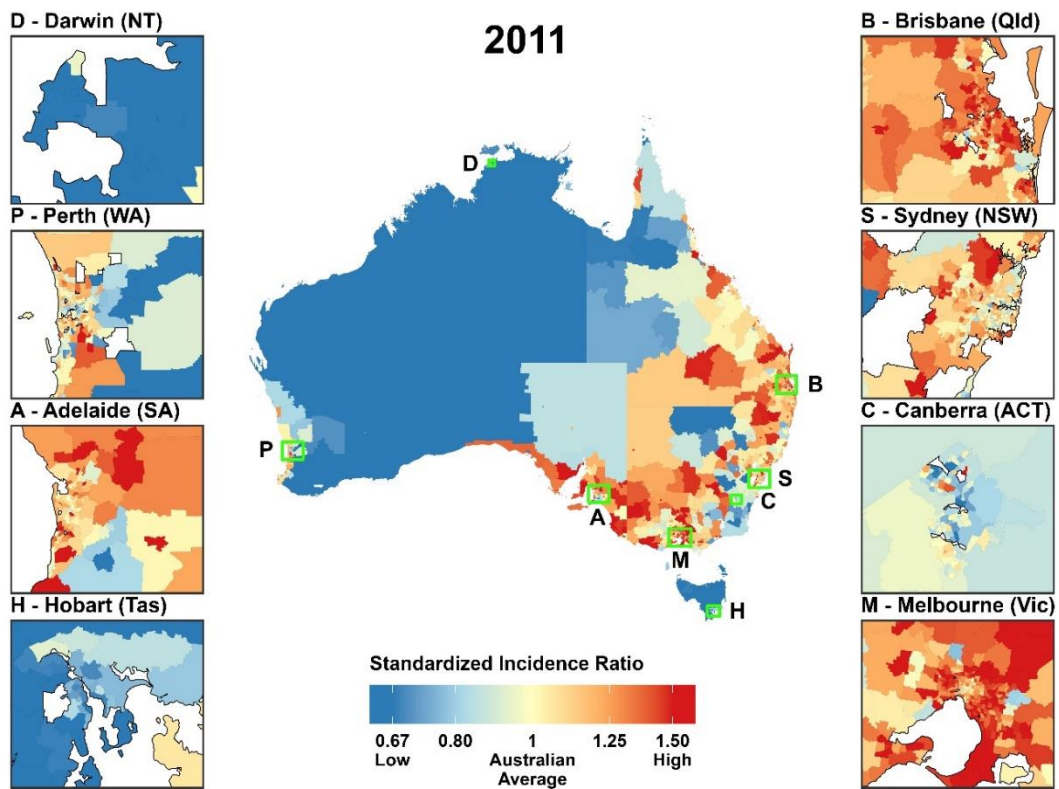 D - Darwin (NT)
2011
B - Brisbane (Qld)
D
P - Perth (WA)
S - Sydney (NSW)
B
A - Adelaide (SA)
P
S
C - Canberra (ACT)
C
A
M
H - Hobart (Tas)
H
M - Melbourne (Vic)
Standardized Incidence Ratio
0.67 0.80 1 1.25 1.50
Low Australian High
Average